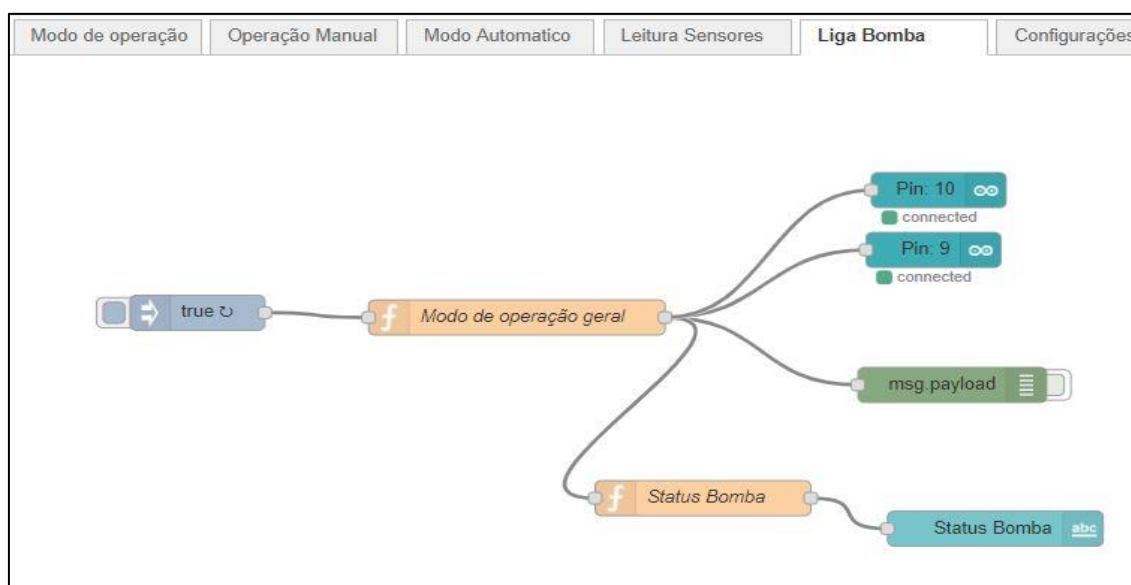 Modo de operação Operação Manual Modo Automatico Leitura Sensores Liga Bomba Configurações
Pin: 10
connected
Pin: 9
connected
true ↻
Modo de operação geral
msg.payload
Status Bomba
Status Bomba abc